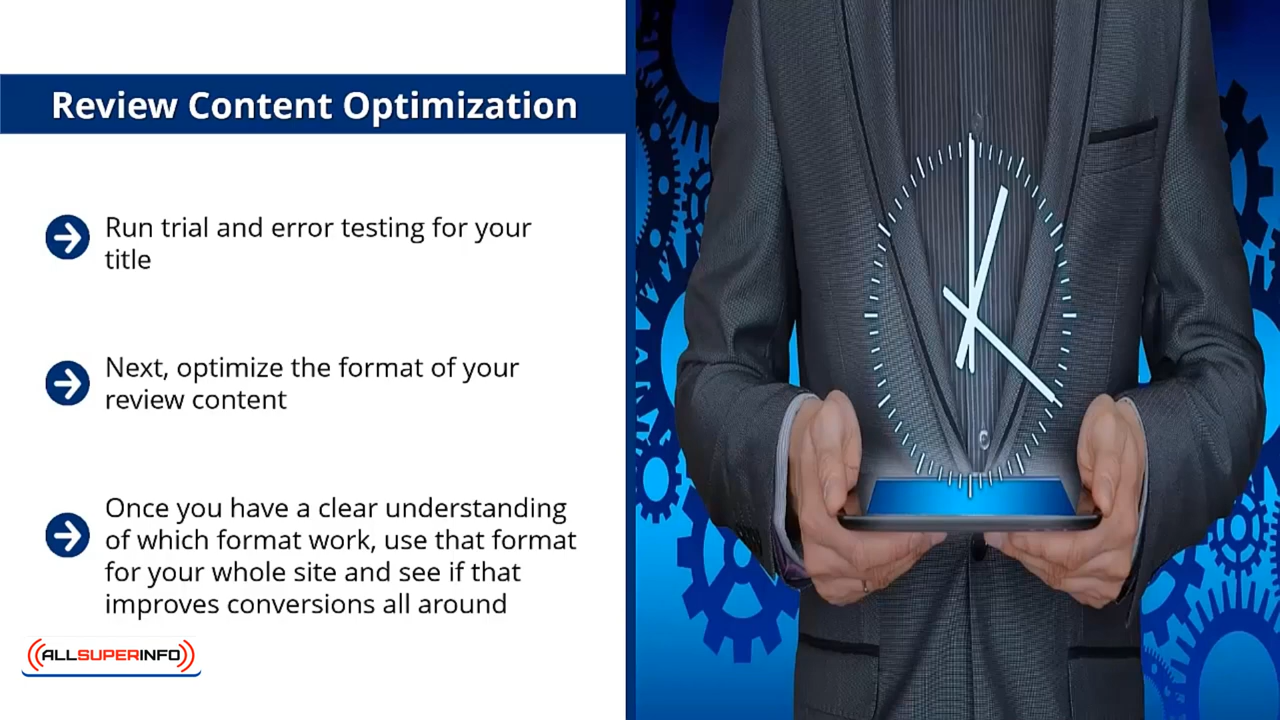 Review Content Optimization
Run trial and error testing for your
title
Next, optimize the format of your
review content
Once you have a clear understanding
of which format work, use that format
for your whole site and see if that
improves conversions all around
ALLSUPERINFO